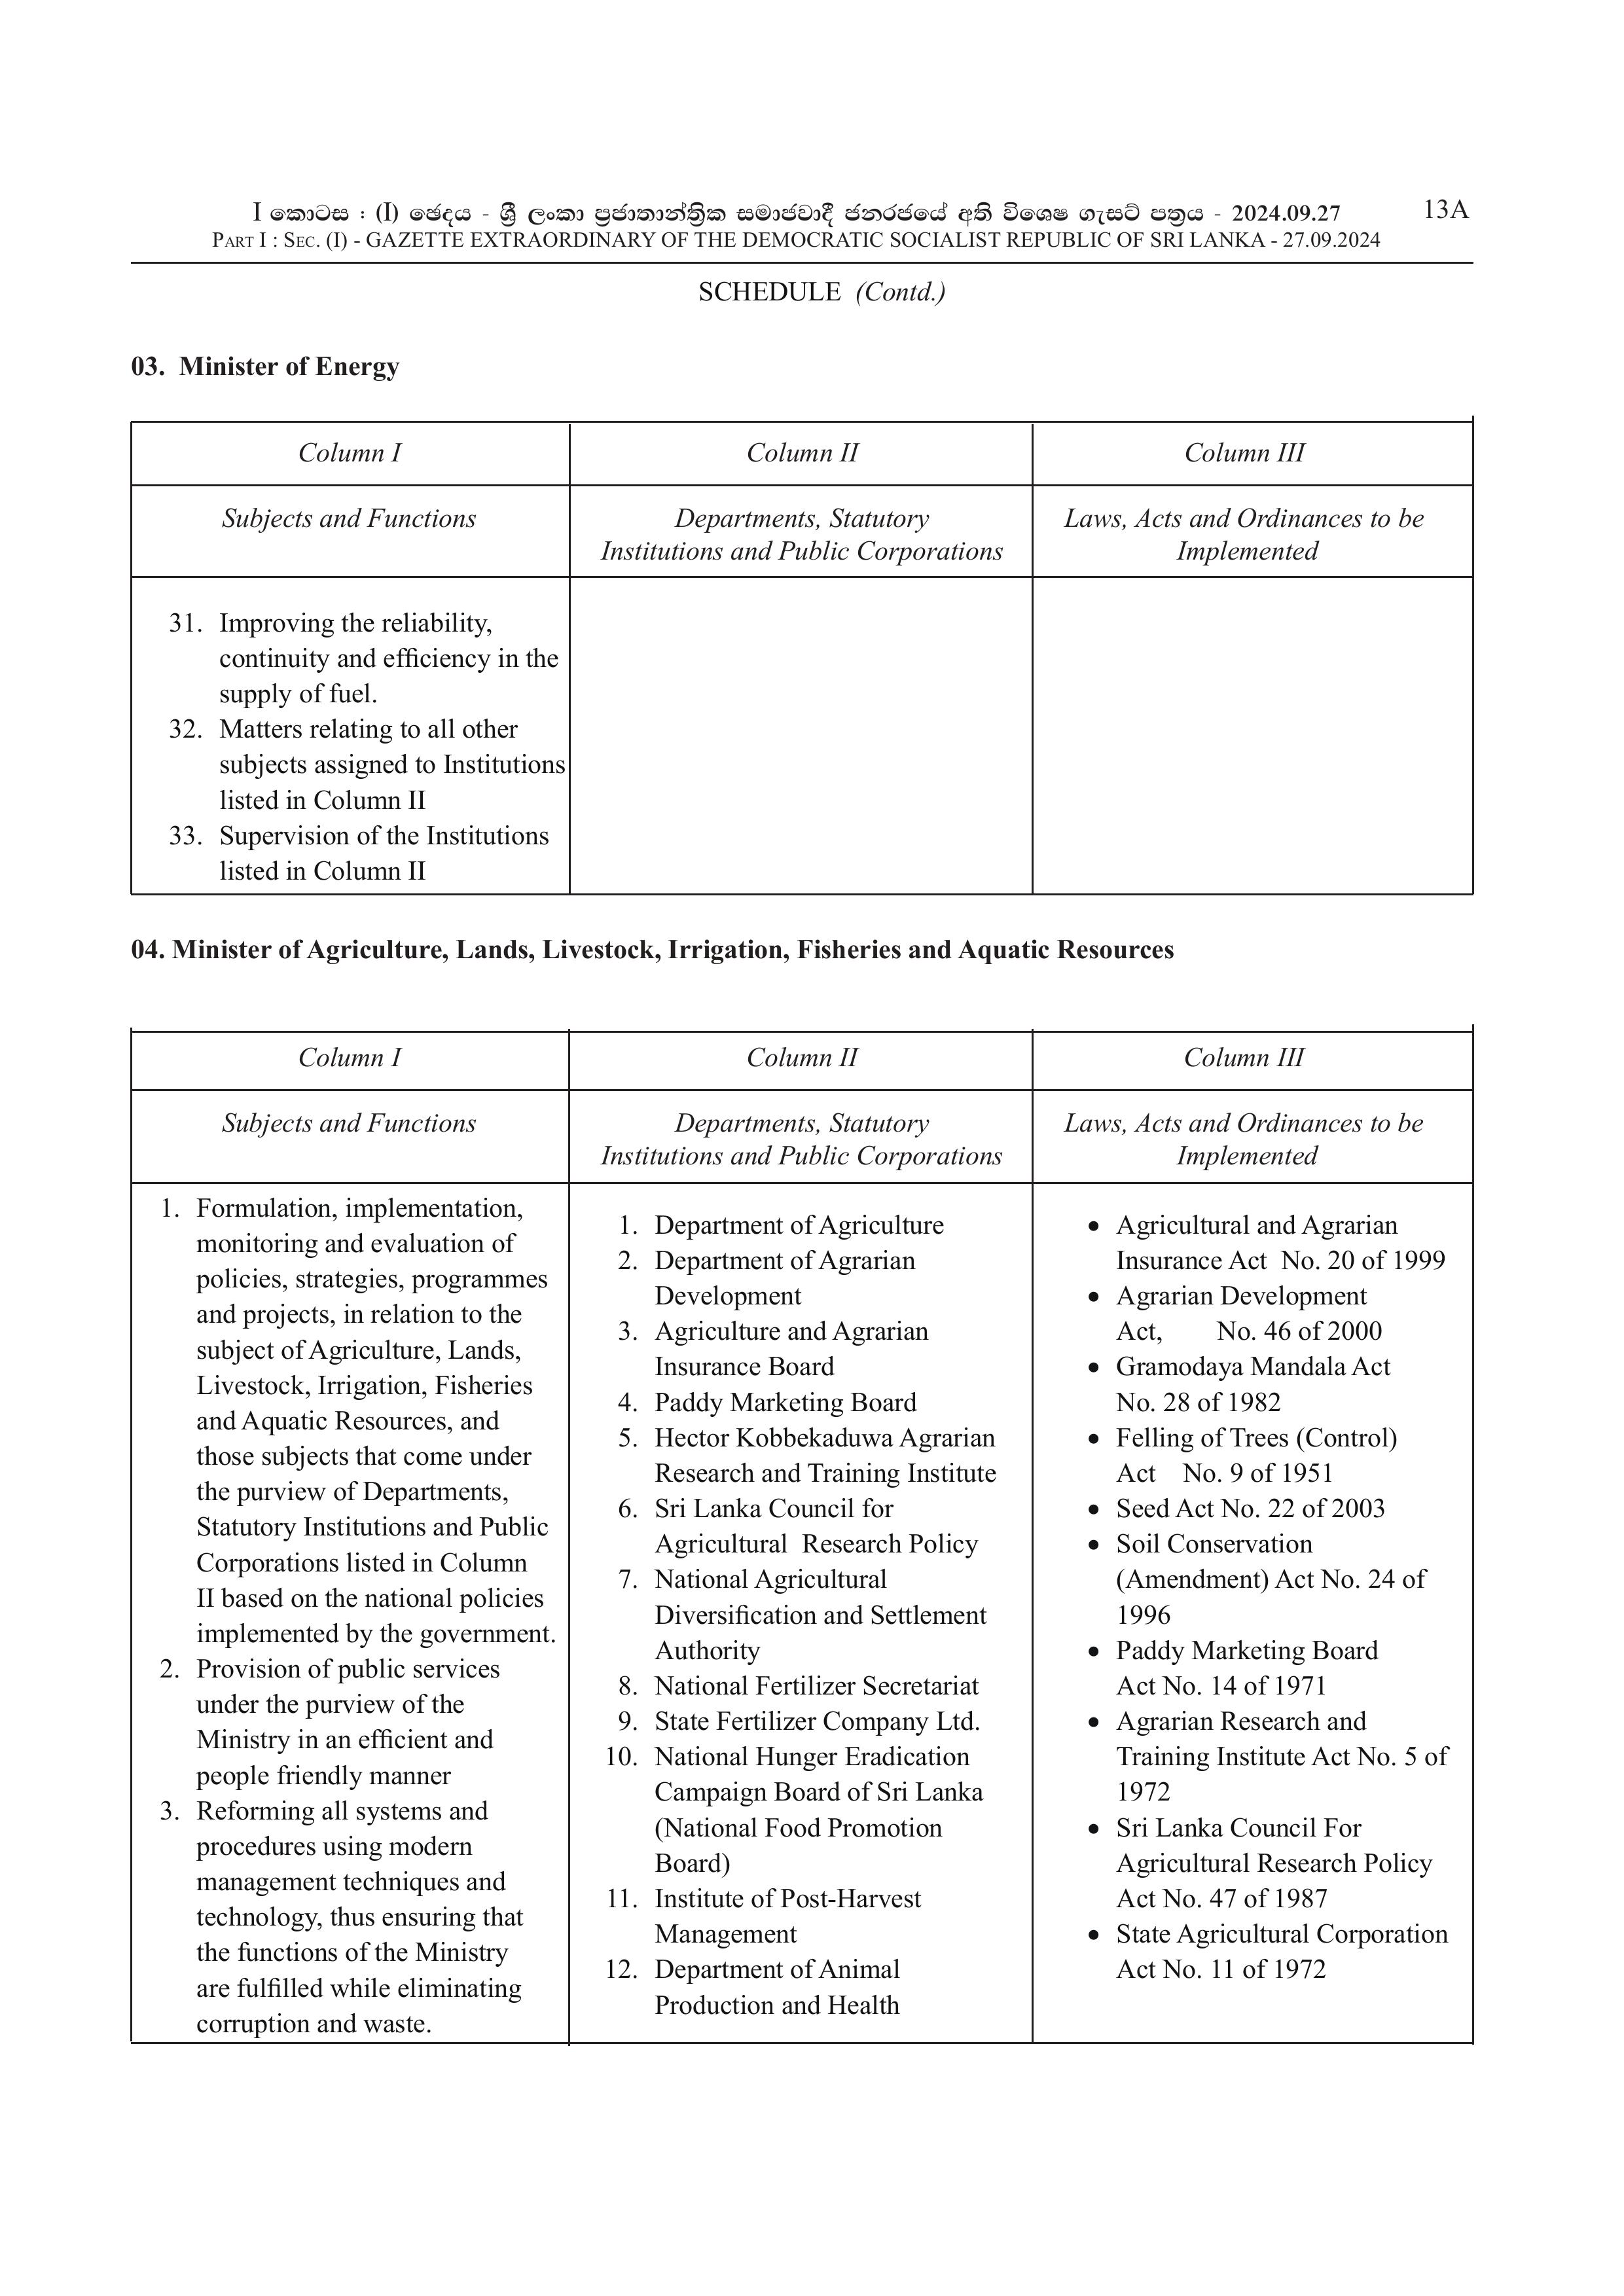 I කොටස : (I) ඡෙදය - ශ්‍රී ලංකා ප්‍රජාතාන්ත්‍රික සමාජවාදී ජනරජයේ අති විශෙෂ ගැසට් පත්‍රය - 2024.09.27
13A
PART I : SEC. (I) - GAZETTE EXTRAORDINARY OF THE DEMOCRATIC SOCIALIST REPUBLIC OF SRI LANKA - 27.09.2024
SCHEDULE (Contd.)
03. Minister of Energy
Column I
Column II
Column III
Subjects and Functions
Departments, Statutory
Institutions and Public Corporations
Laws, Acts and Ordinances to be
Implemented
31. Improving the reliability,
continuity and efficiency in the
supply of fuel.
32. Matters relating to all other
subjects assigned to Institutions
listed in Column II
33. Supervision of the Institutions
listed in Column II
04. Minister of Agriculture, Lands, Livestock, Irrigation, Fisheries and Aquatic Resources
Column I
Column II
Column III
Subjects and Functions
Departments, Statutory
Institutions and Public Corporations
Laws, Acts and Ordinances to be
Implemented
1. Formulation, implementation,
monitoring and evaluation of
policies, strategies, programmes
and projects, in relation to the
subject of Agriculture, Lands,
Livestock, Irrigation, Fisheries
and Aquatic Resources, and
those subjects that come under
the purview of Departments,
Statutory Institutions and Public
Corporations listed in Column
II based on the national policies
implemented by the government.
2. Provision of public services
under the purview of the
Ministry in an efficient and
people friendly manner
3. Reforming all systems and
procedures using modern
management techniques and
technology, thus ensuring that
the functions of the Ministry
are fulfilled while eliminating
corruption and waste.
1. Department of Agriculture
2. Department of Agrarian
Development
3. Agriculture and Agrarian
Insurance Board
4. Paddy Marketing Board
5. Hector Kobbekaduwa Agrarian
Research and Training Institute
6. Sri Lanka Council for
Agricultural Research Policy
7. National Agricultural
Diversification and Settlement
Authority
8. National Fertilizer Secretariat
9. State Fertilizer Company Ltd.
10. National Hunger Eradication
Campaign Board of Sri Lanka
(National Food Promotion
Board)
11. Institute of Post-Harvest
Management
12. Department of Animal
Production and Health
• Agricultural and Agrarian
Insurance Act No. 20 of 1999
• Agrarian Development
Act, No. 46 of 2000
• Gramodaya Mandala Act
No. 28 of 1982
• Felling of Trees (Control)
Act No. 9 of 1951
• Seed Act No. 22 of 2003
• Soil Conservation
(Amendment) Act No. 24 of
1996
• Paddy Marketing Board
Act No. 14 of 1971
• Agrarian Research and
Training Institute Act No. 5 of
1972
• Sri Lanka Council For
Agricultural Research Policy
Act No. 47 of 1987
• State Agricultural Corporation
Act No. 11 of 1972